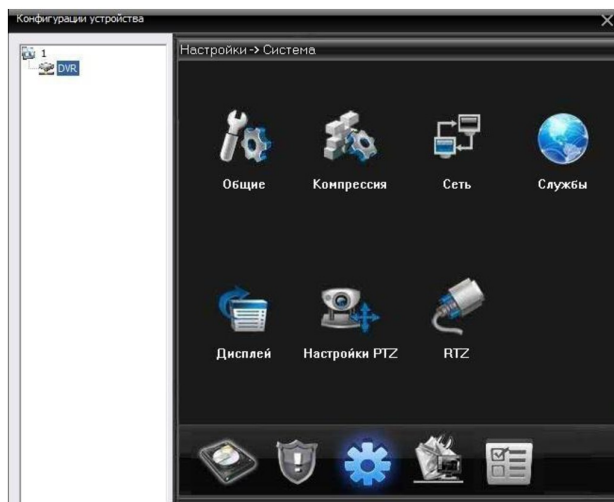 Конфигурации устройства
Настройки-> Система
1
DVR
Общие
Компрессия
Сеть
Службы
Дисплей
Настройки PTZ
RTZ